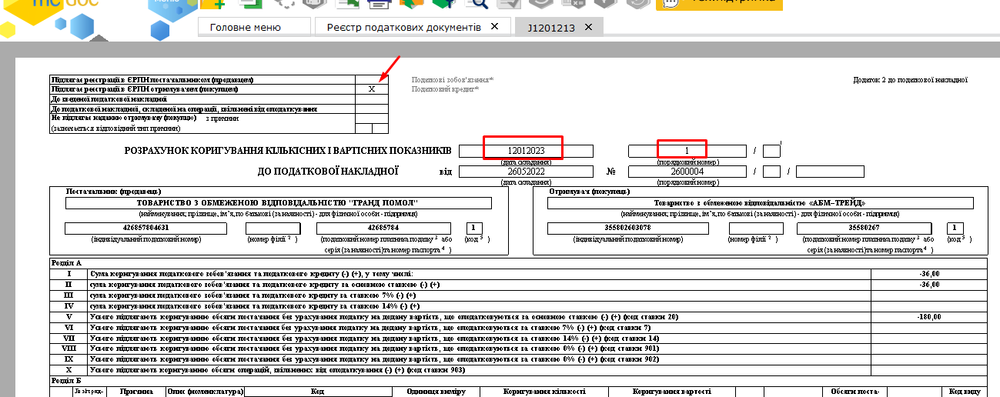 Головне меню
Реєстр податкових документів
J1201213
Підлягає реєстрації в ЄРПН постачальником (продавцем)
Податкові зобов'язання*
Додаток 2 до податкової накладної
Підлягає реєстрації в ЄРПН отримувачем (покупцем) X
Податковий кредит*
До зведеної податкової накладної
До податкової накладної, складеної на операції, звільнені від оподаткування
Не підлягає наданню отримувачу (покупцю) з причини
(зазначається відповідний тип причини)
РОЗРАХУНОК КОРИГУВАННЯ КІЛЬКІСНИХ І ВАРТІСНИХ ПОКАЗНИКІВ 12012023 1 /
(дата складання) (порядковий номер)
ДО ПОДАТКОВОЇ НАКЛАДНОЇ від 26052022 № 2600004 / /
(дата складання) (порядковий номер)
Постачальник (продавець) Отримувач (покупець)
ТОВАРИСТВО З ОБМЕЖЕНОЮ ВІДПОВІДАЛЬНІСТЮ "ГРАНД ПОМОЛ" Товариство з обмеженою відповідальністю «АБМ–ТРЕЙД»
(найменування; прізвище, ім'я, по батькові (за наявності) - для фізичної особи - підприємця) (найменування; прізвище, ім'я, по батькові (за наявності) - для фізичної особи - підприємця)
426857804631 42685784 1 355802603078 35580267 1
(індивідуальний податковий номер) (номер філії 2 ) (податковий номер платника податку 3 або (код 5 ) (індивідуальний податковий номер) (номер філії 2 ) (податковий номер платника податку 3 або (код 5 )
серія (за наявності) та номер паспорта 4 ) серія (за наявності) та номер паспорта 4 )
Розділ А
I Сума коригування податкового зобов'язання та податкового кредиту (-) (+), у тому числі: -36,00
II сума коригування податкового зобов'язання та податкового кредиту за основною ставкою (-) (+) -36,00
III сума коригування податкового зобов'язання та податкового кредиту за ставкою 7% (-) (+)
IV сума коригування податкового зобов'язання та податкового кредиту за ставкою 14% (-) (+)
V Усього підлягають коригуванню обсяги постачання без урахування податку на додану вартість, що оподатковуються за основною ставкою (-) (+) (код ставки 20) -180,00
VI Усього підлягають коригуванню обсяги постачання без урахування податку на додану вартість, що оподатковуються за ставкою 7% (-) (+) (код ставки 7)
VII Усього підлягають коригуванню обсяги постачання без урахування податку на додану вартість, що оподатковуються за ставкою 14% (-) (+) (код ставки 14)
VIII Усього підлягають коригуванню обсяги постачання без урахування податку на додану вартість, що оподатковуються за ставкою 0% (-) (+) (код ставки 901)
IX Усього підлягають коригуванню обсяги постачання без урахування податку на додану вартість, що оподатковуються за ставкою 0% (-) (+) (код ставки 902)
X Усього підлягають коригуванню обсяги операцій, звільнених від оподаткування (-) (+) (код ставки 903)
Розділ Б
Причина Опис (номенклатура) Код Одиниця виміру Коригування кількості Коригування вартості Обсяги поста- Код виду